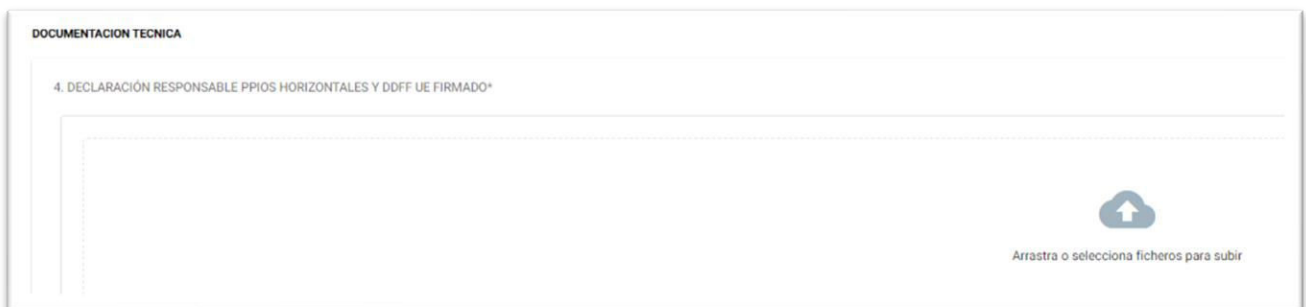 DOCUMENTACION TECNICA
4. DECLARACIÓN RESPONSABLE PPIOS HORIZONTALES Y DDFF UE FIRMADO*
Arrastra o selecciona ficheros para subir